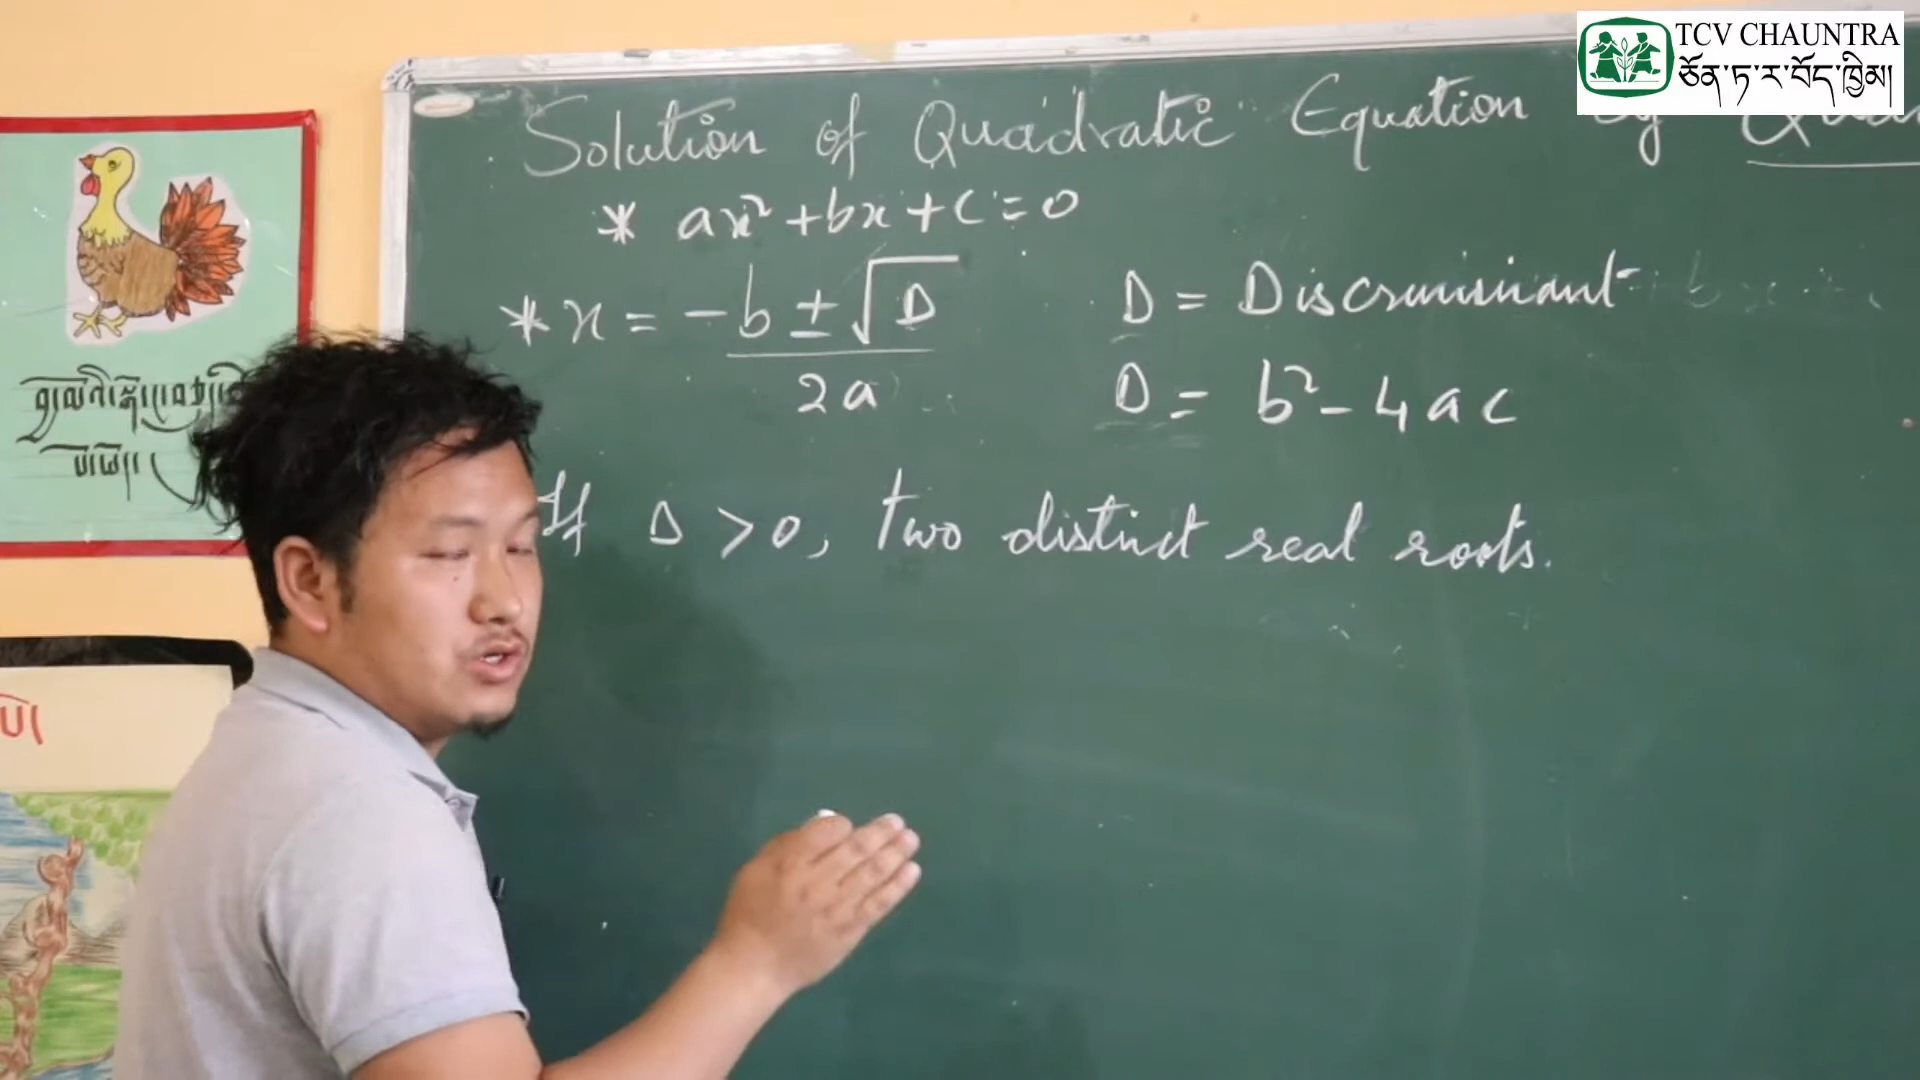 TCV CHAUNTRA
ཅོན་ཏ་ར་བོད་ཁྱིམ།
Solution of Quadratic Equation by
* ax² + bx + c = 0
* x = -b ± √D / 2a
D = Discriminant
D = b² - 4ac
If D > 0, two distinct real roots.